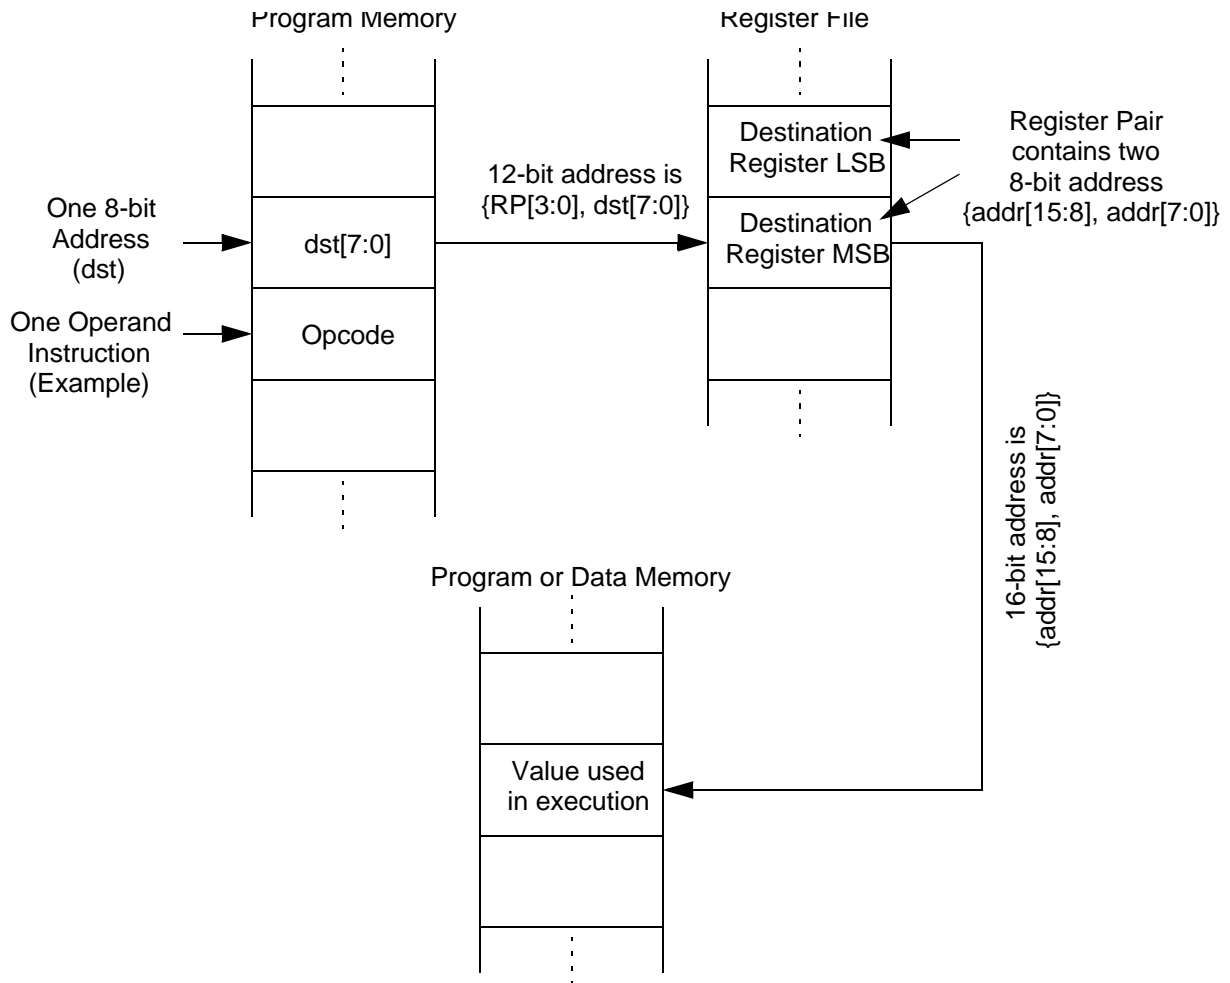 Program Memory
Register File
Destination
Register LSB
Register Pair
contains two
8-bit address
{addr[15:8], addr[7:0]}
12-bit address is
{RP[3:0], dst[7:0]}
One 8-bit
Address
(dst)
dst[7:0]
Destination
Register MSB
One Operand
Instruction
(Example)
Opcode
16-bit address is
{addr[15:8], addr[7:0]}
Program or Data Memory
Value used
in execution